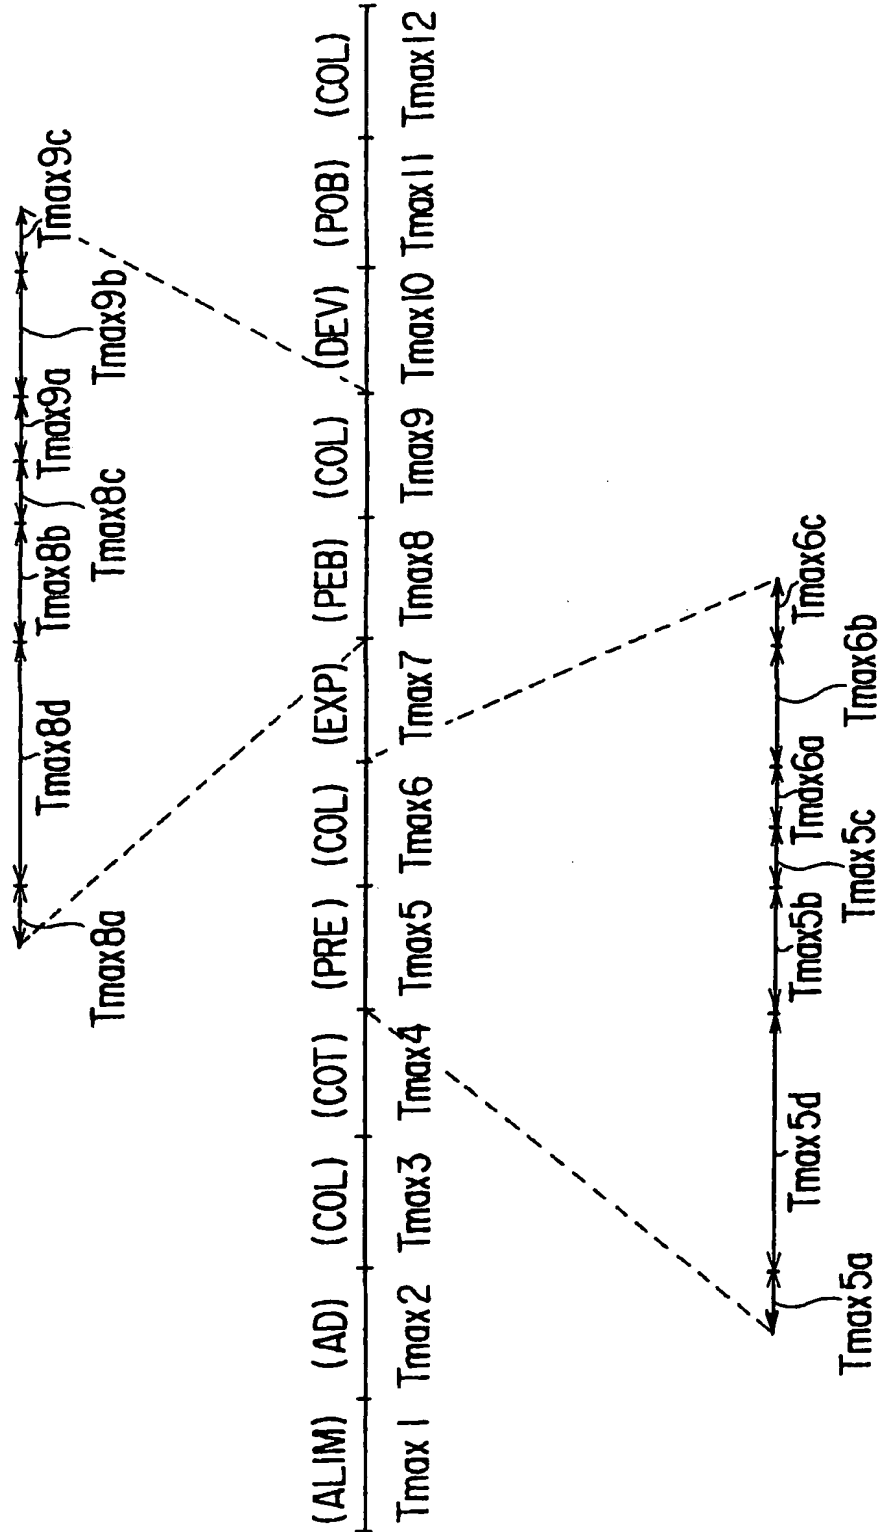 Tmax9c
Tmax9b
Tmax9a
Tmax8c
Tmax8b
Tmax8d
Tmax8a
(ALIM) (AD) (COL) (COT) (PRE) (COL) (EXP) (PEB) (COL) (DEV) (POB) (COL)
Tmax1 Tmax2 Tmax3 Tmax4 Tmax5 Tmax6 Tmax7 Tmax8 Tmax9 Tmax10 Tmax11 Tmax12
Tmax5a
Tmax5d
Tmax5b
Tmax5c
Tmax6a
Tmax6b
Tmax6c